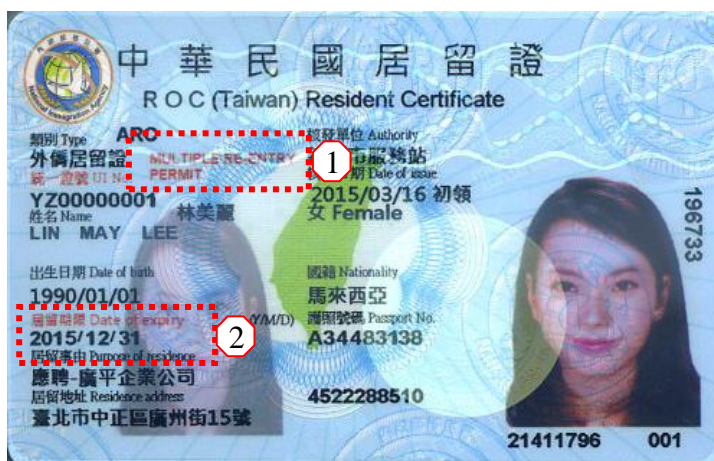 中 華 民 國 居 留 證
R O C (Taiwan) Resident Certificate
類別 Type ARC
外僑居留證 MULTIPLE RE-ENTRY PERMIT
1
核發單位 Authority
市服務站
期 Date of issue
統一證號 UI No
2015/03/16 初領
YZ00000001
姓名 Name 林美麗
女 Female
LIN MAY LEE
196733
出生日期 Date of birth
國籍 Nationality
1990/01/01
馬來西亞
居留期限 Date of expiry (Y/M/D)
2
護照號碼 Passport No.
2015/12/31
A34483138
居留事由 Purpose of residence
應聘-廣平企業公司
居留地址 Residence address
4522288510
臺北市中正區廣州街15號
21411796 001